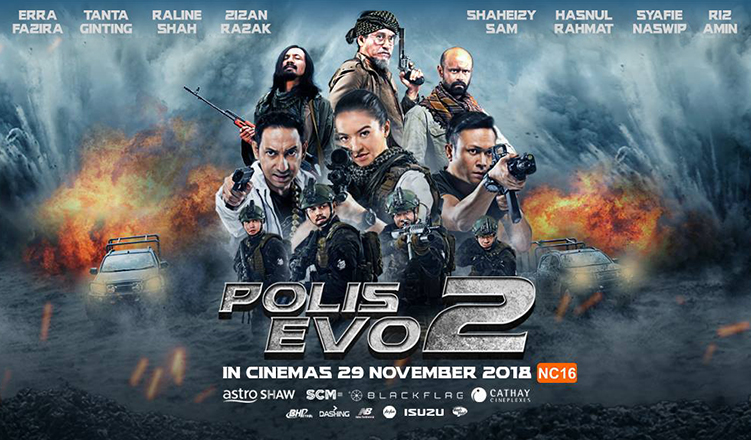 ERRA FAZIRA
TANTA GINTING
RALINE SHAH
ZIZAN RAZAK
SHAHEIZY SAM
HASNUL RAHMAT
SYAFIE NASWIP
RIZ AMIN
POLIS
EVO 2
IN CINEMAS 29 NOVEMBER 2018 NC16
astro SHAW
SCM
BLACKFLAG
CATHAY CINEPLEXES
BHP
DASHING
ISUZU